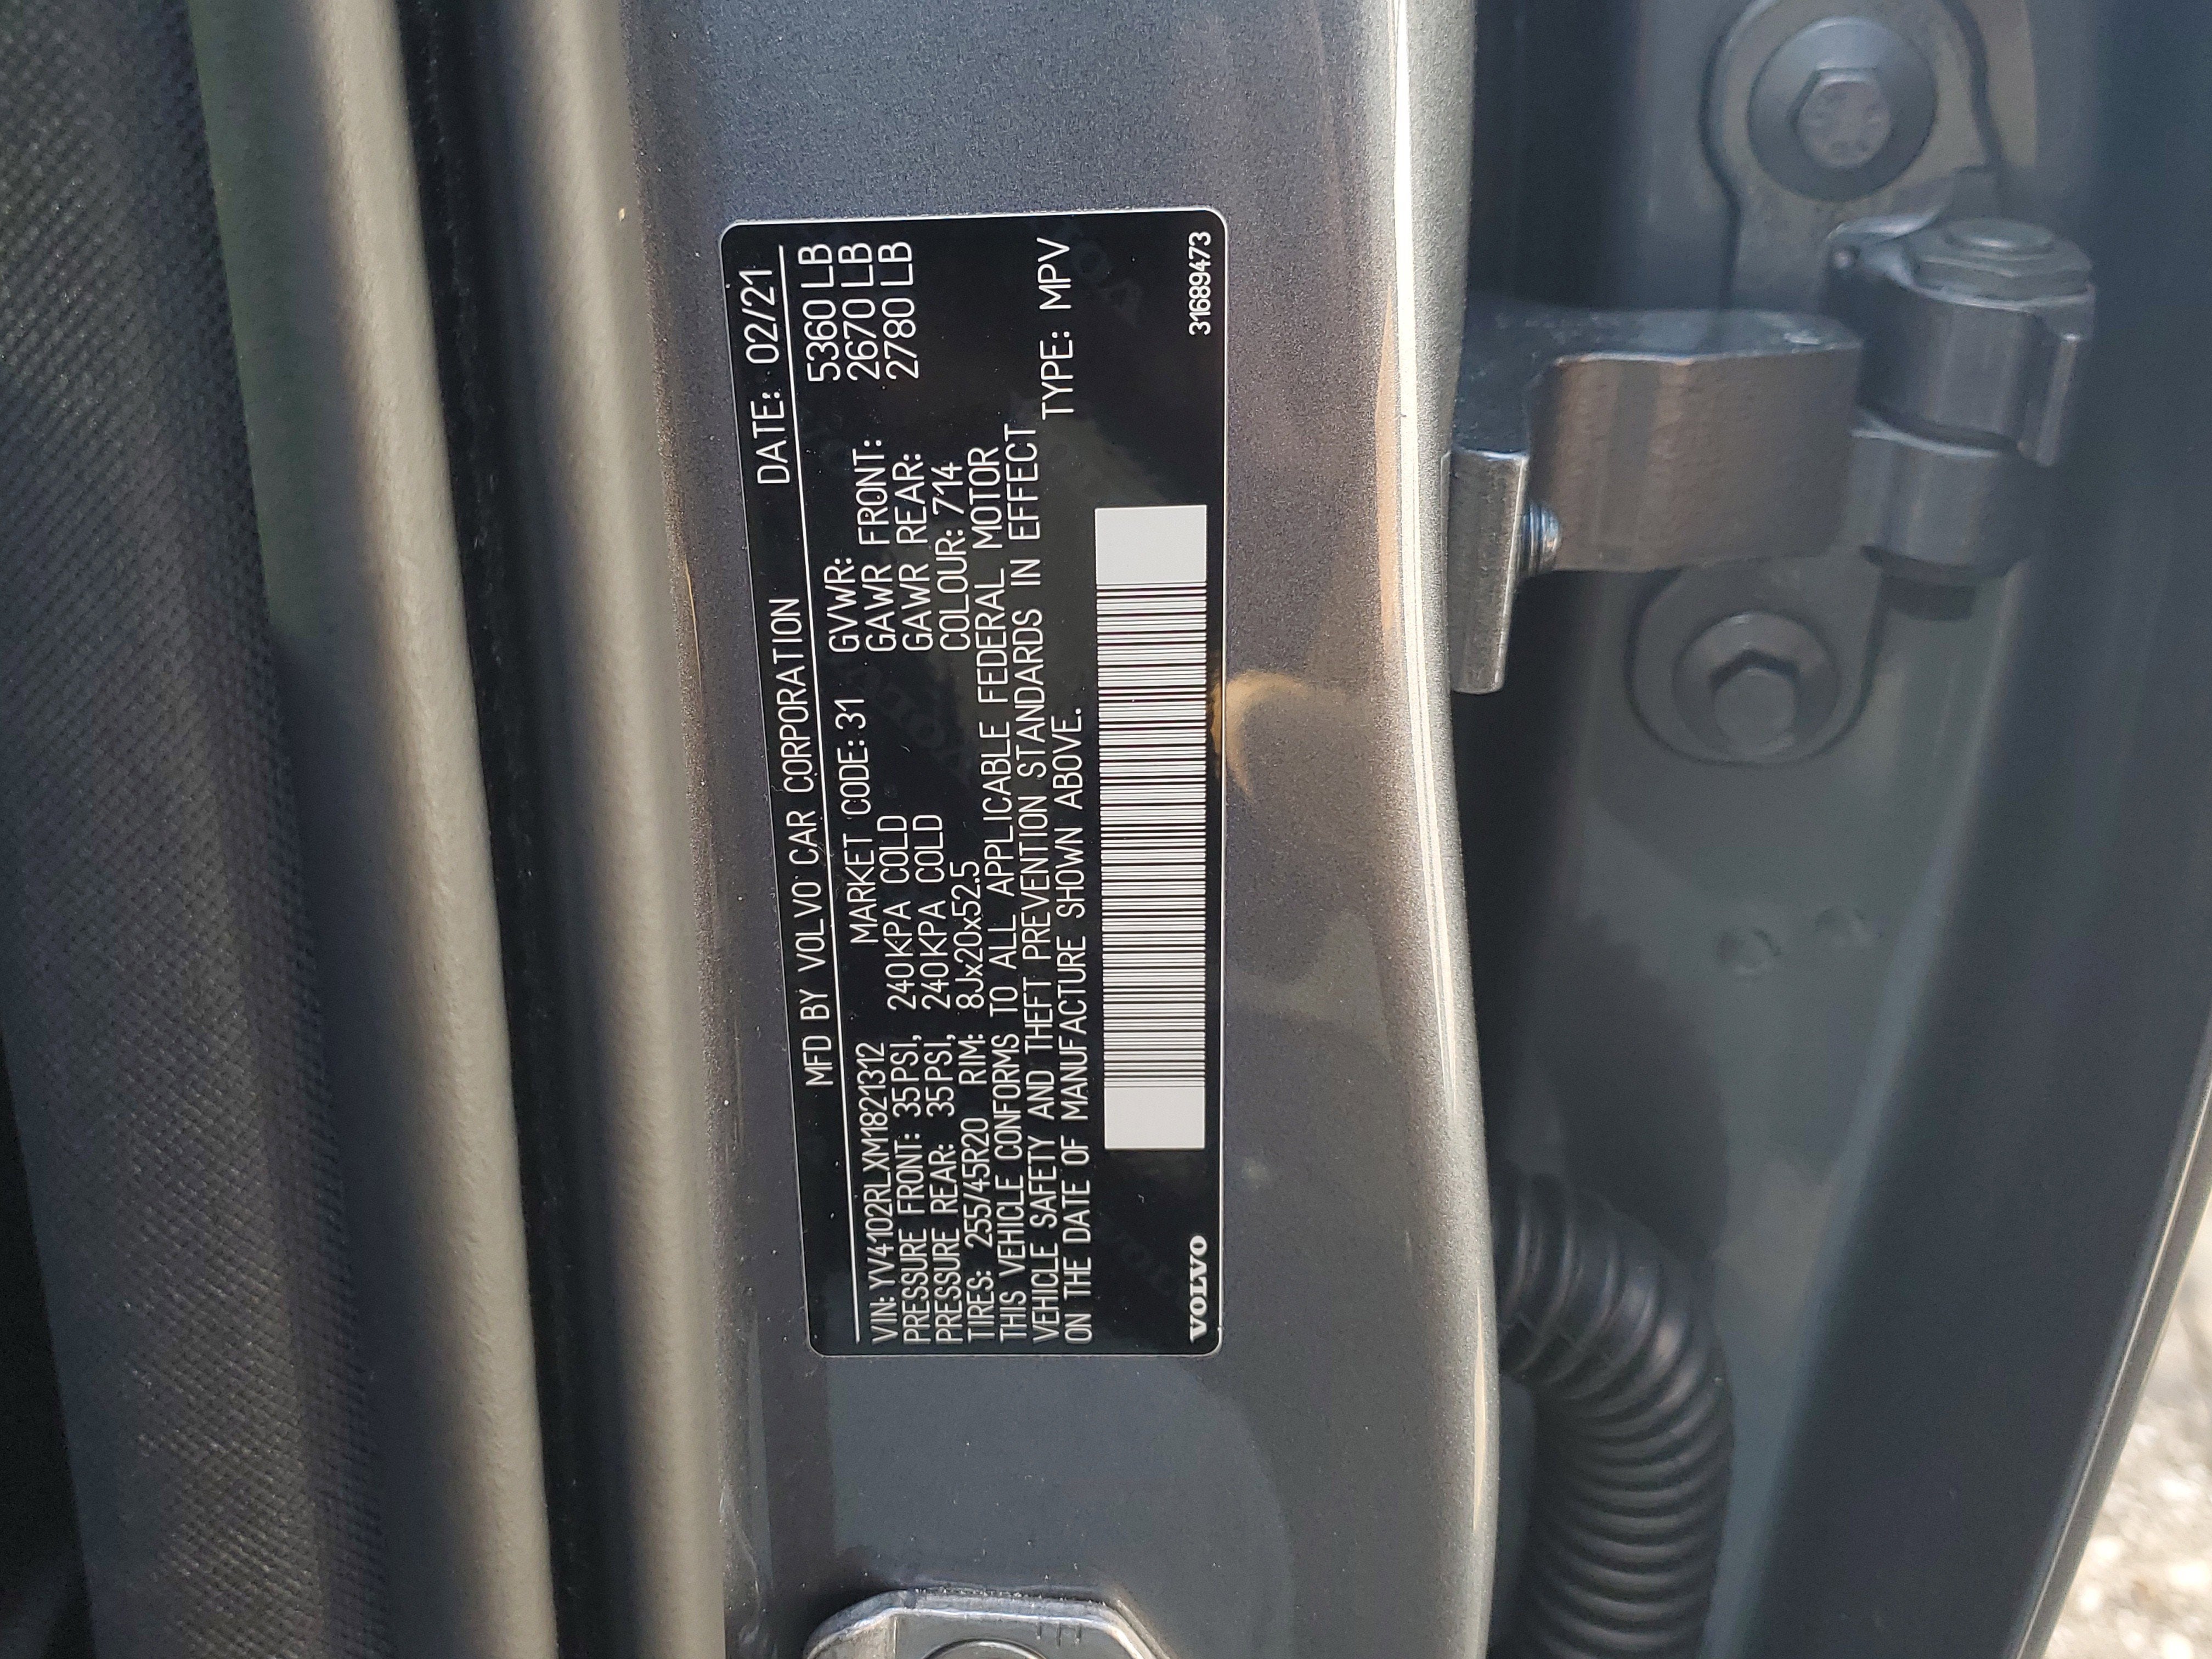 MFD BY VOLVO CAR CORPORATION DATE: 02/21
VIN: YV4102RLXM1821312 MARKET CODE: 31 GVWR: 5360 LB
PRESSURE FRONT: 35PSI, 240KPA COLD GAWR FRONT: 2670 LB
PRESSURE REAR: 35PSI, 240KPA COLD GAWR REAR: 2780 LB
TIRES: 255/45R20 RIM: 8Jx20x52.5 COLOUR: 714
THIS VEHICLE CONFORMS TO ALL APPLICABLE FEDERAL MOTOR
VEHICLE SAFETY AND THEFT PREVENTION STANDARDS IN EFFECT
ON THE DATE OF MANUFACTURE SHOWN ABOVE. TYPE: MPV
VOLVO 31689473